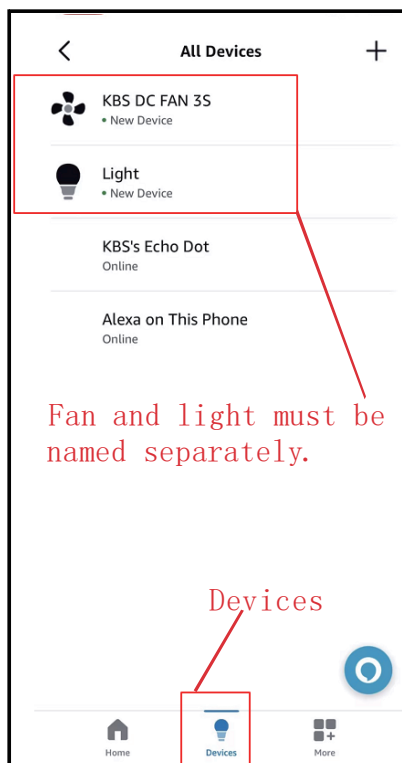 All Devices
KBS DC FAN 3S
• New Device
Light
• New Device
KBS's Echo Dot
Online
Alexa on This Phone
Online
Fan and light must be
named separately.
Devices
Home
Devices
More